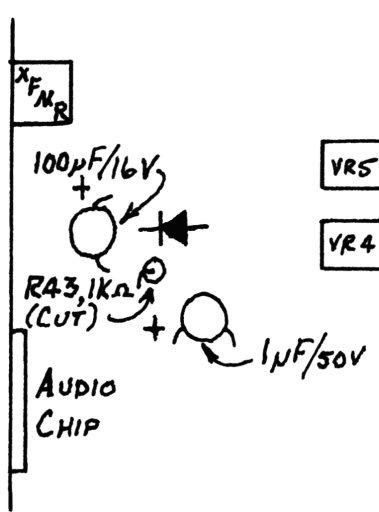 XFMR
100µF/16V
+
VR5
VR4
R43, 1KΩ
(CUT)
+
1µF/50V
AUDIO
CHIP